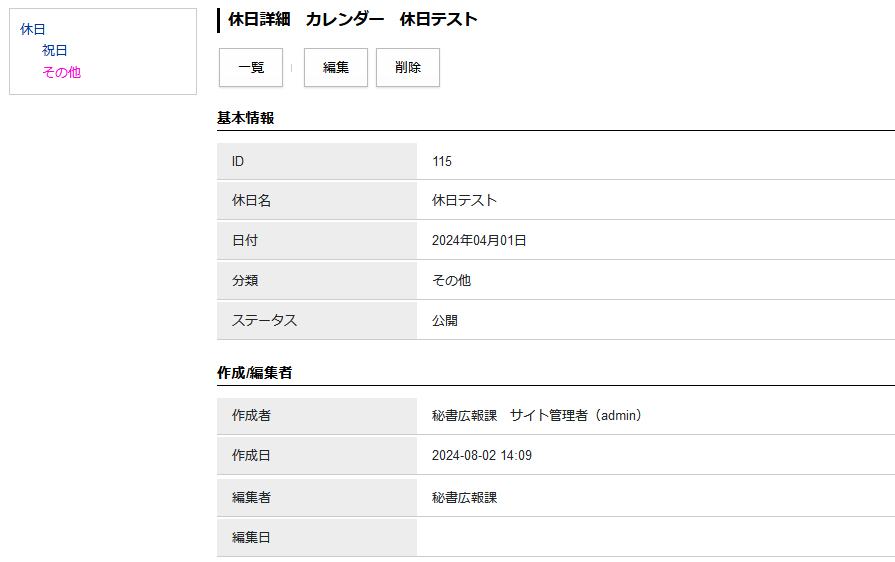 休日
祝日
その他
休日詳細　カレンダー　休日テスト
一覧
編集
削除
基本情報
ID 115
休日名 休日テスト
日付 2024年04月01日
分類 その他
ステータス 公開
作成/編集者
作成者 秘書広報課　サイト管理者（admin）
作成日 2024-08-02 14:09
編集者 秘書広報課
編集日